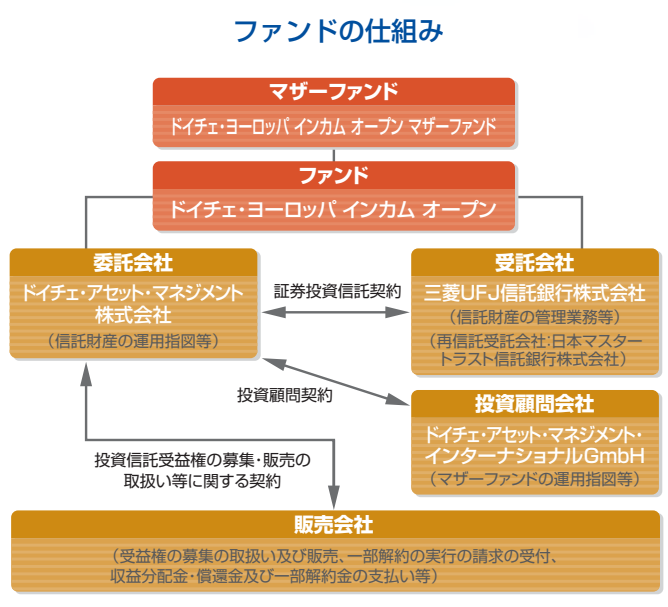 ファンドの仕組み
マザーファンド
ドイチェ・ヨーロッパ インカム オープン マザーファンド
ファンド
ドイチェ・ヨーロッパ インカム オープン
委託会社
ドイチェ・アセット・マネジメント
株式会社
（信託財産の運用指図等）
証券投資信託契約
受託会社
三菱UFJ信託銀行株式会社
（信託財産の管理業務等）
（再信託受託会社：日本マスター
トラスト信託銀行株式会社）
投資顧問契約
投資顧問会社
ドイチェ・アセット・マネジメント・
インターナショナルGmbH
（マザーファンドの運用指図等）
投資信託受益権の募集・販売の
取扱い等に関する契約
販売会社
（受益権の募集の取扱い及び販売、一部解約の実行の請求の受付、
収益分配金・償還金及び一部解約金の支払い等）